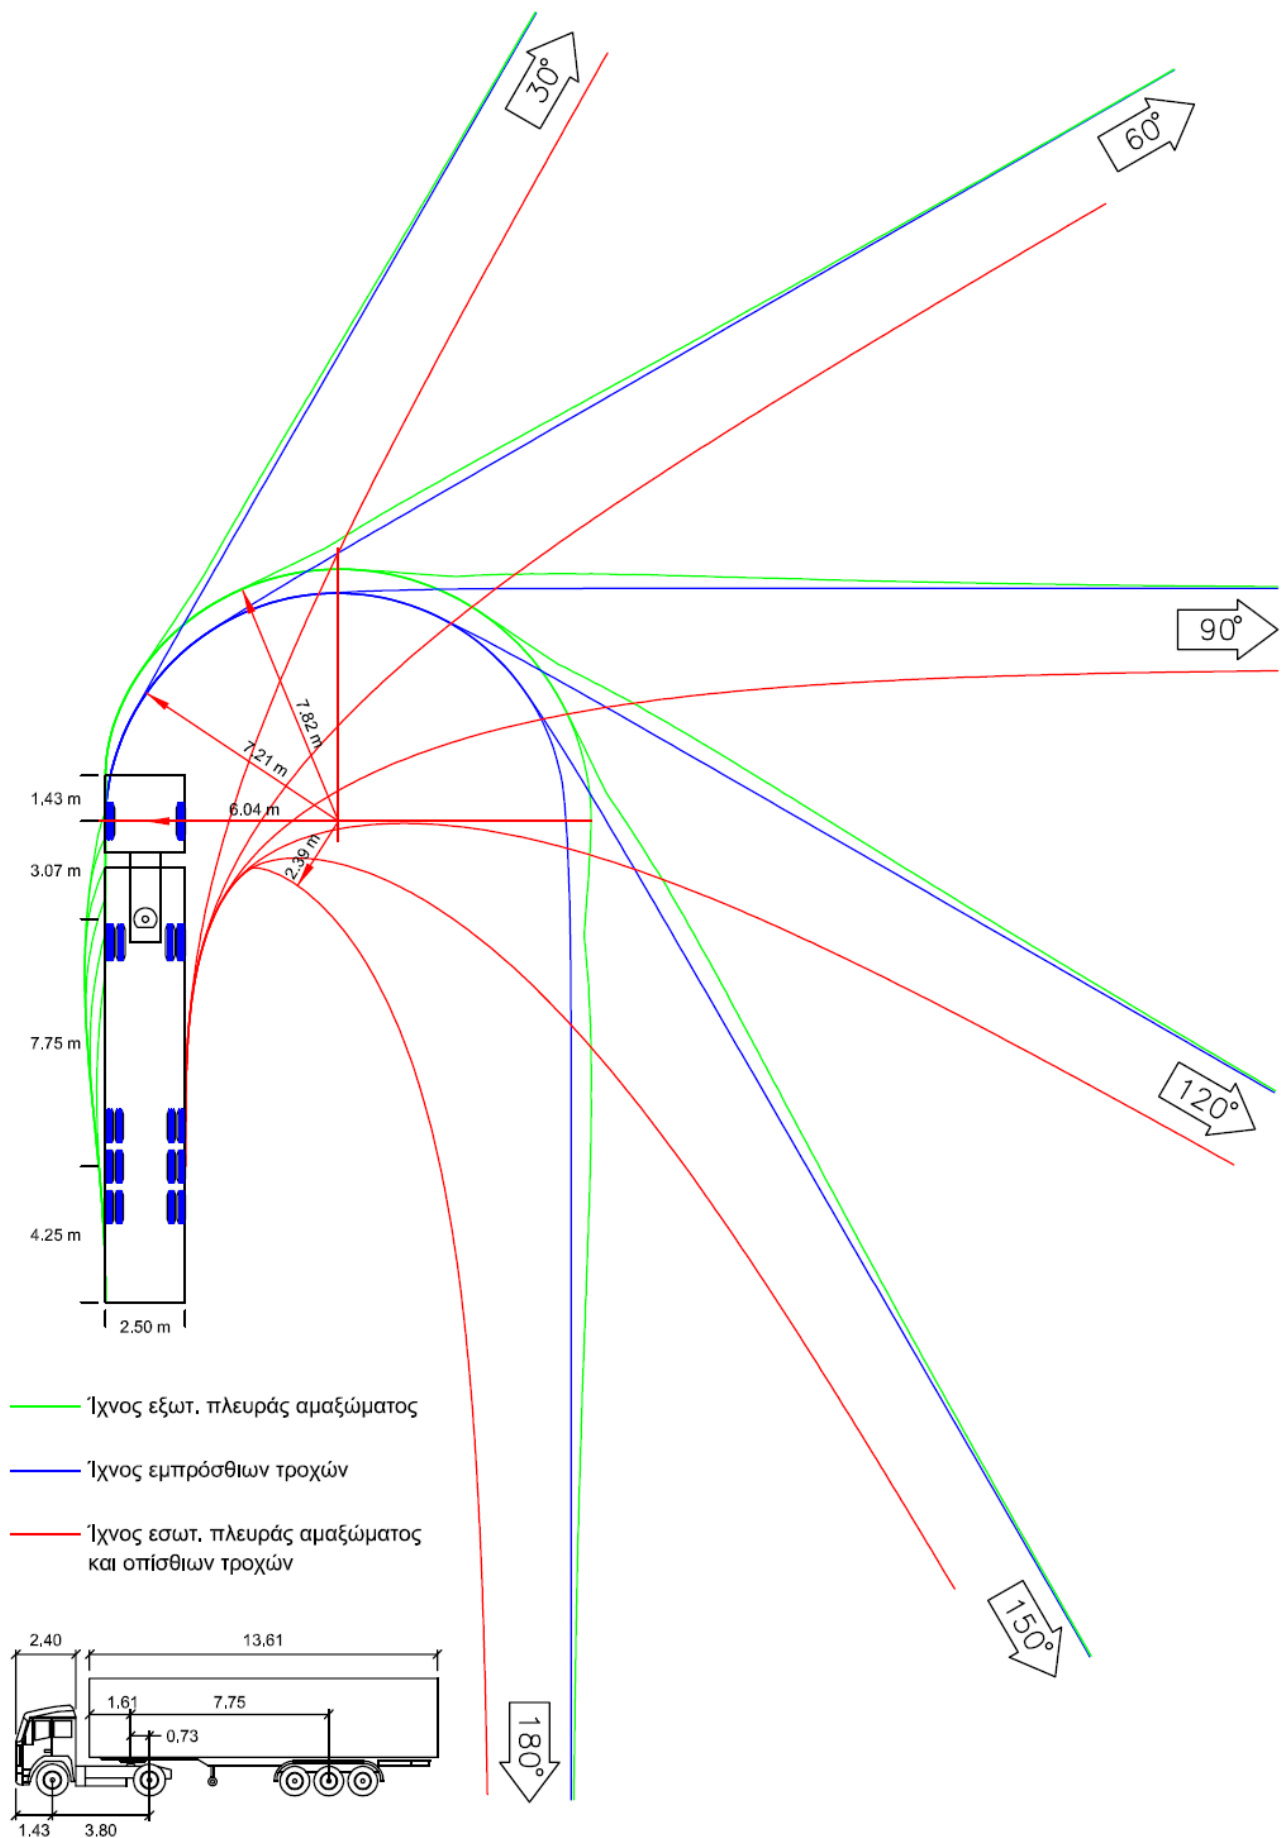 30°
60°
7.82 m
90°
7.21 m
1,43 m
6.04 m
2.39 m
3.07 m
7.75 m
120°
4.25 m
2.50 m
Ίχνος εξωτ. πλευράς αμαξώματος
Ίχνος εμπρόσθιων τροχών
Ίχνος εσωτ. πλευράς αμαξώματος
και οπίσθιων τροχών
150°
2,40
13,61
1,61
7,75
0,73
180°
1.43
3.80